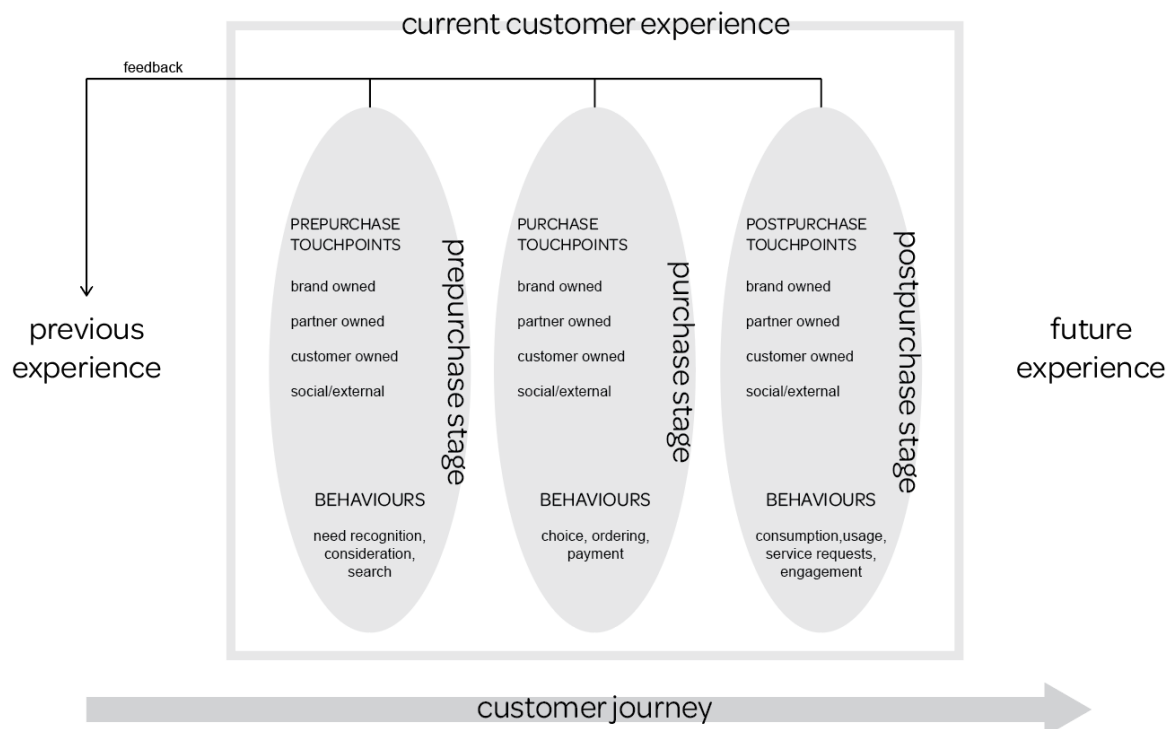 current customer experience
feedback
previous
experience
PREPURCHASE
TOUCHPOINTS
brand owned
partner owned
customer owned
social/external
prepurchase stage
BEHAVIOURS
need recognition,
consideration,
search
PURCHASE
TOUCHPOINTS
brand owned
partner owned
customer owned
social/external
purchase stage
BEHAVIOURS
choice, ordering,
payment
POSTPURCHASE
TOUCHPOINTS
brand owned
partner owned
customer owned
social/external
postpurchase stage
BEHAVIOURS
consumption,usage,
service requests,
engagement
future
experience
customer journey